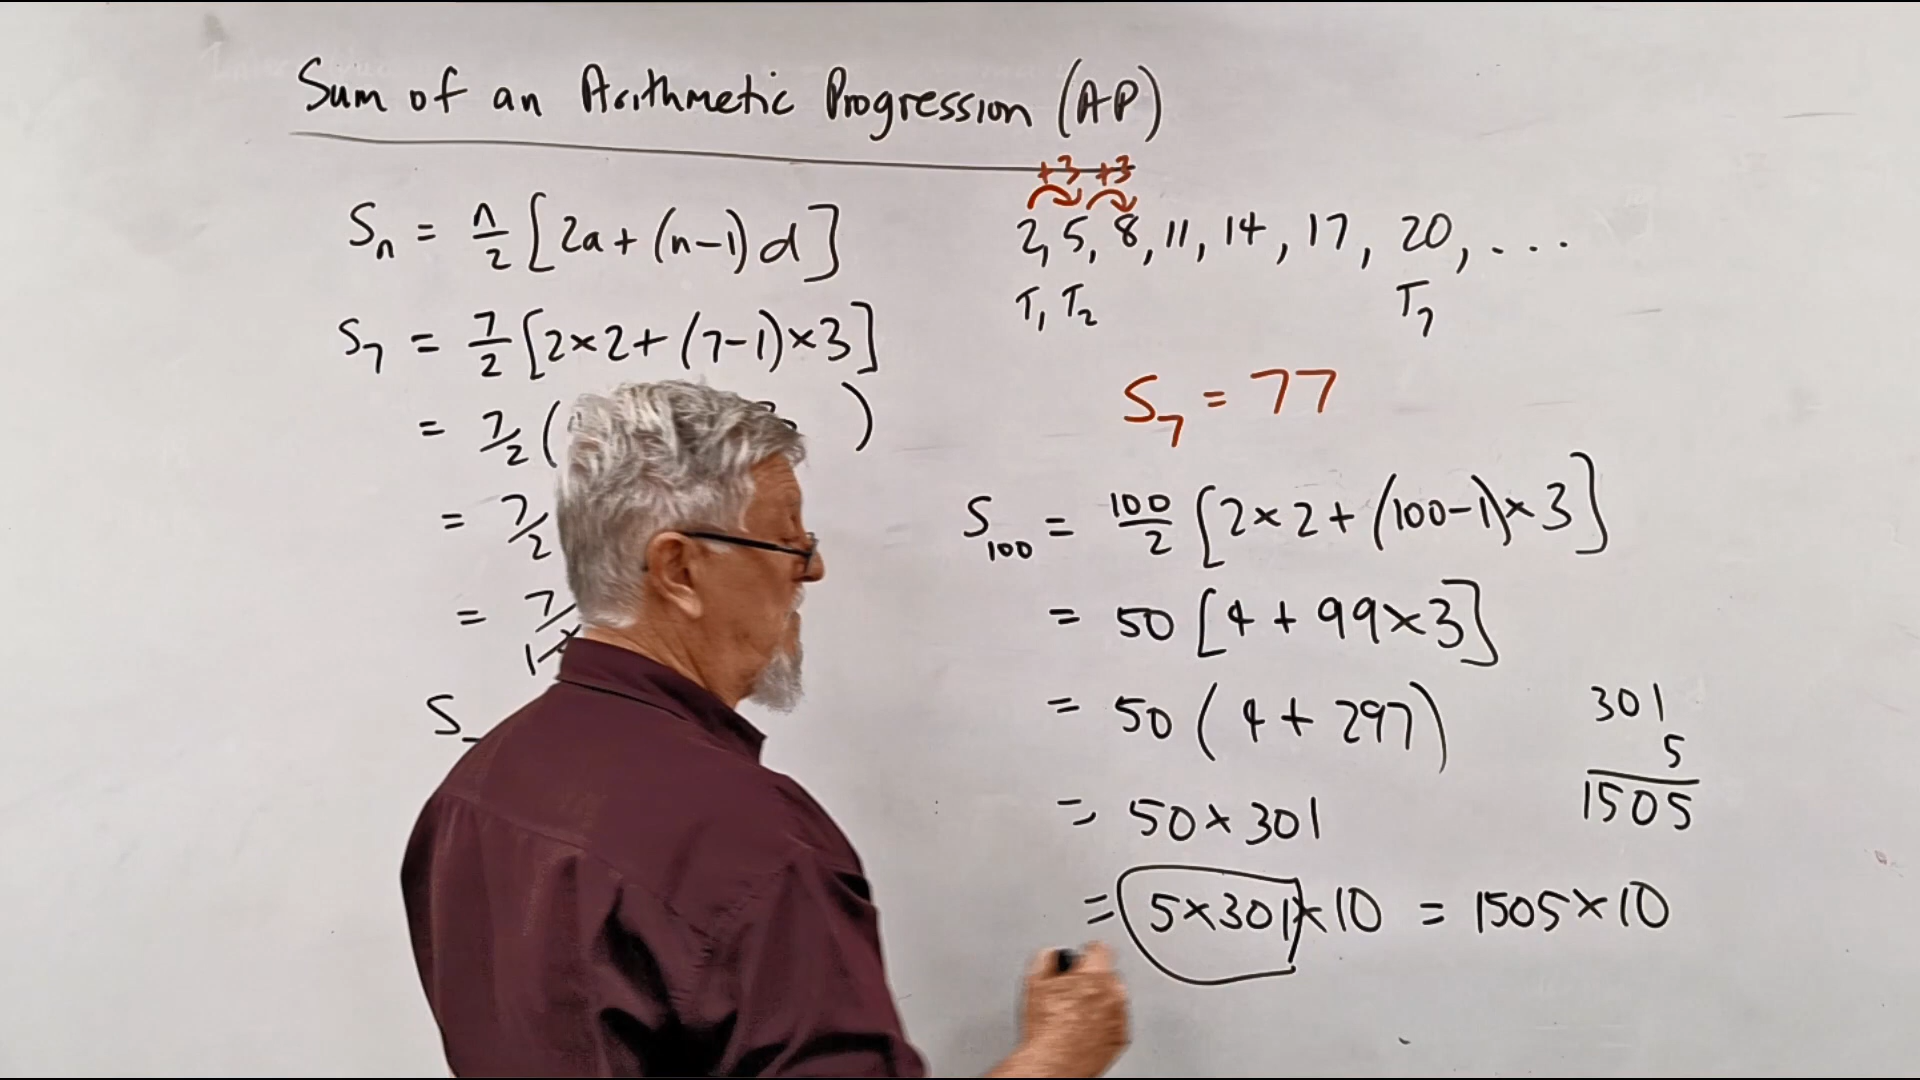 Sum of an Arithmetic Progression (AP)
Sn = n/2 [2a + (n-1) d]
S7 = 7/2 [2×2 + (7-1)×3]
= 7/2 ( )
= 7/2
= 7/
S
+3 +3
2, 5, 8, 11, 14, 17, 20, ...
T1 T2 T7
S7 = 77
S100 = 100/2 [2×2 + (100-1)×3]
= 50 [4 + 99×3]
= 50 (4 + 297)
= 50×301
= 5×301×10 = 1505×10
301
5
1505